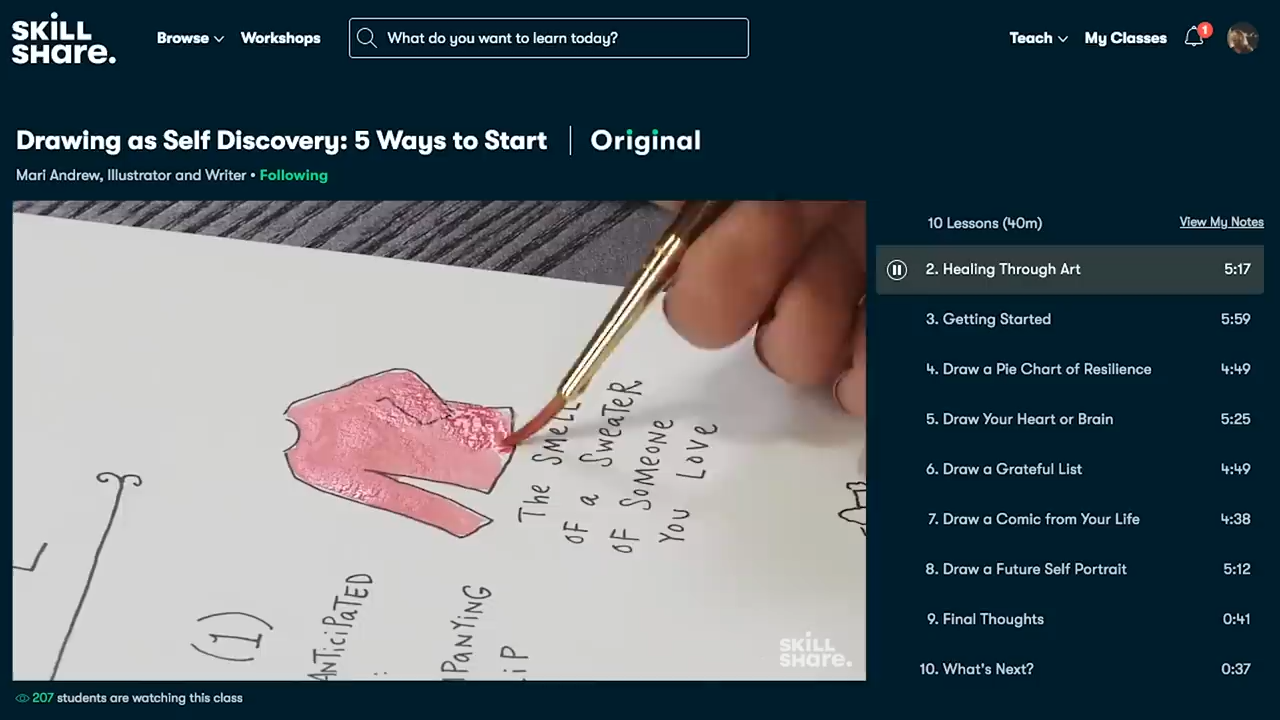 SKILL
SHARE.
Browse
Workshops
What do you want to learn today?
Teach
My Classes
1
Drawing as Self Discovery: 5 Ways to Start | Original
Mari Andrew, Illustrator and Writer • Following
The SMELL
OF a SWEATER
OF SOMEONE
YOU LOVE
(1)
SKILL
SHARE.
207 students are watching this class
10 Lessons (40m)
View My Notes
2. Healing Through Art 5:17
3. Getting Started 5:59
4. Draw a Pie Chart of Resilience 4:49
5. Draw Your Heart or Brain 5:25
6. Draw a Grateful List 4:49
7. Draw a Comic from Your Life 4:38
8. Draw a Future Self Portrait 5:12
9. Final Thoughts 0:41
10. What's Next? 0:37